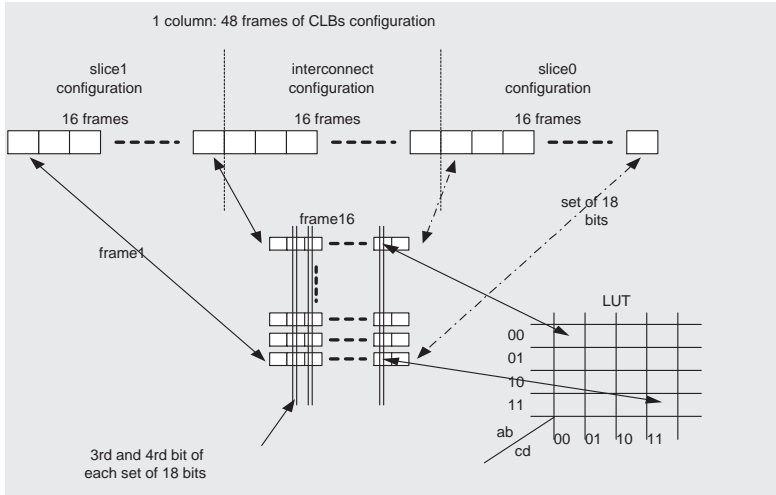 1 column: 48 frames of CLBs configuration
slice1
configuration
interconnect
configuration
slice0
configuration
16 frames
16 frames
16 frames
set of 18
bits
frame16
frame1
LUT
00
01
10
11
ab
cd
00 01 10 11
3rd and 4rd bit of
each set of 18 bits